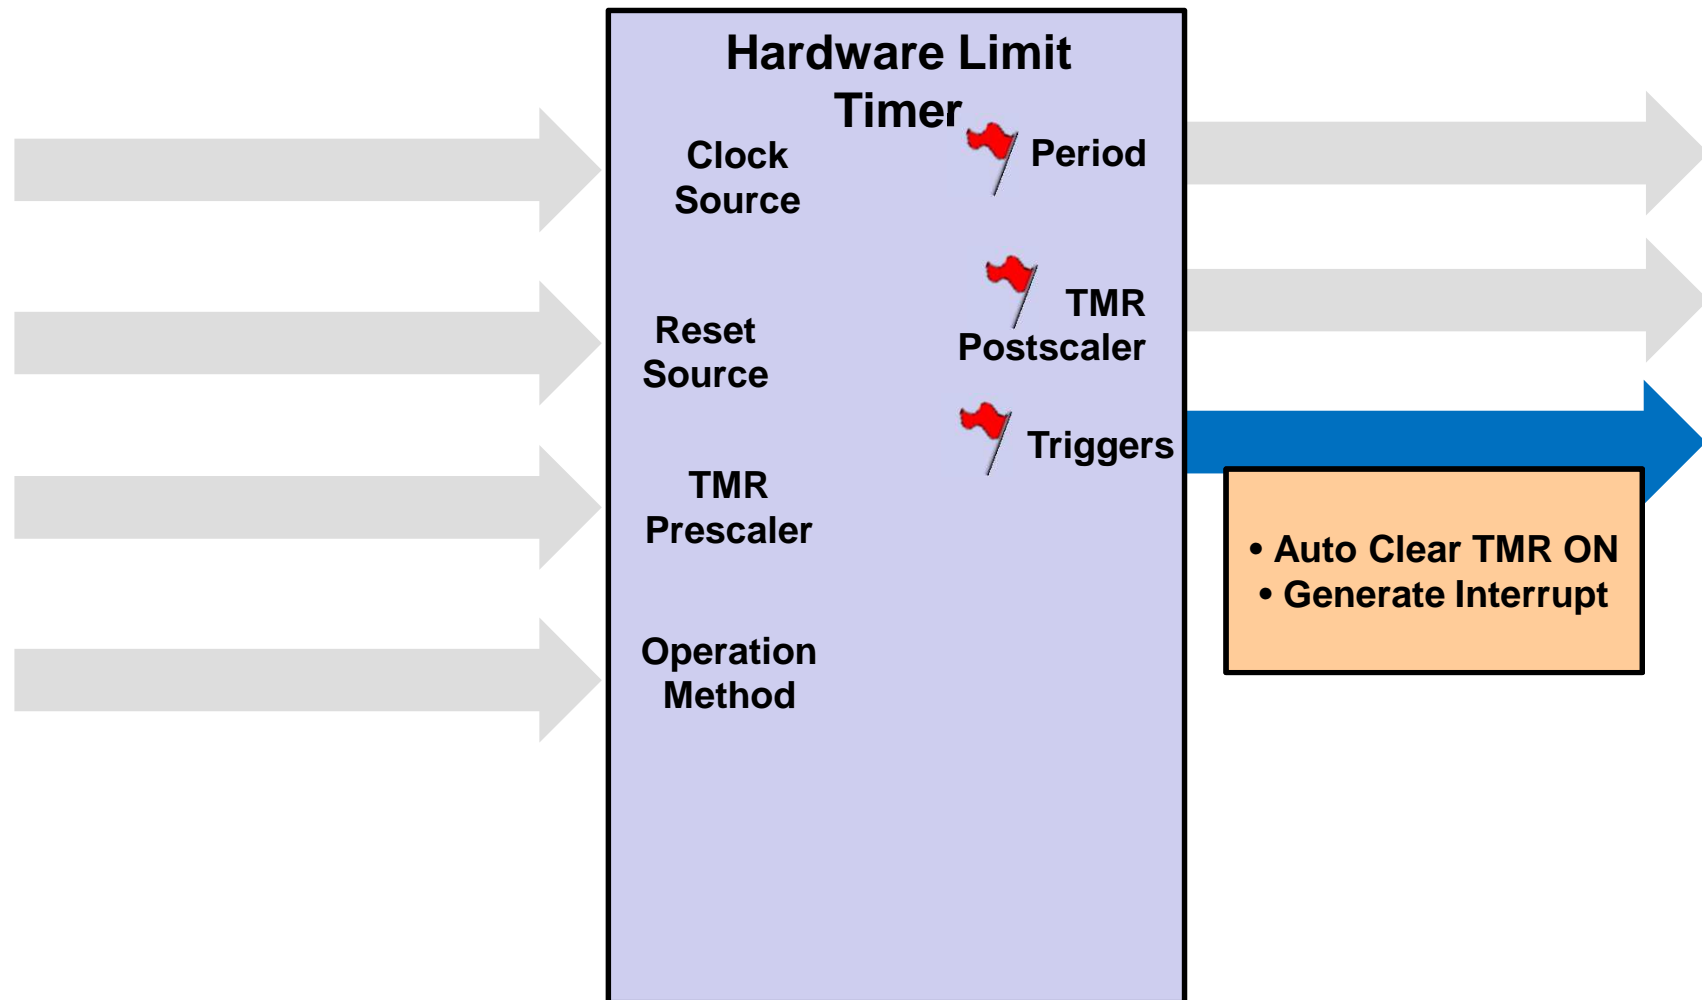 Hardware Limit
Timer
Clock
Source
Period
Reset
Source
TMR
Postscaler
TMR
Prescaler
Triggers
• Auto Clear TMR ON
• Generate Interrupt
Operation
Method